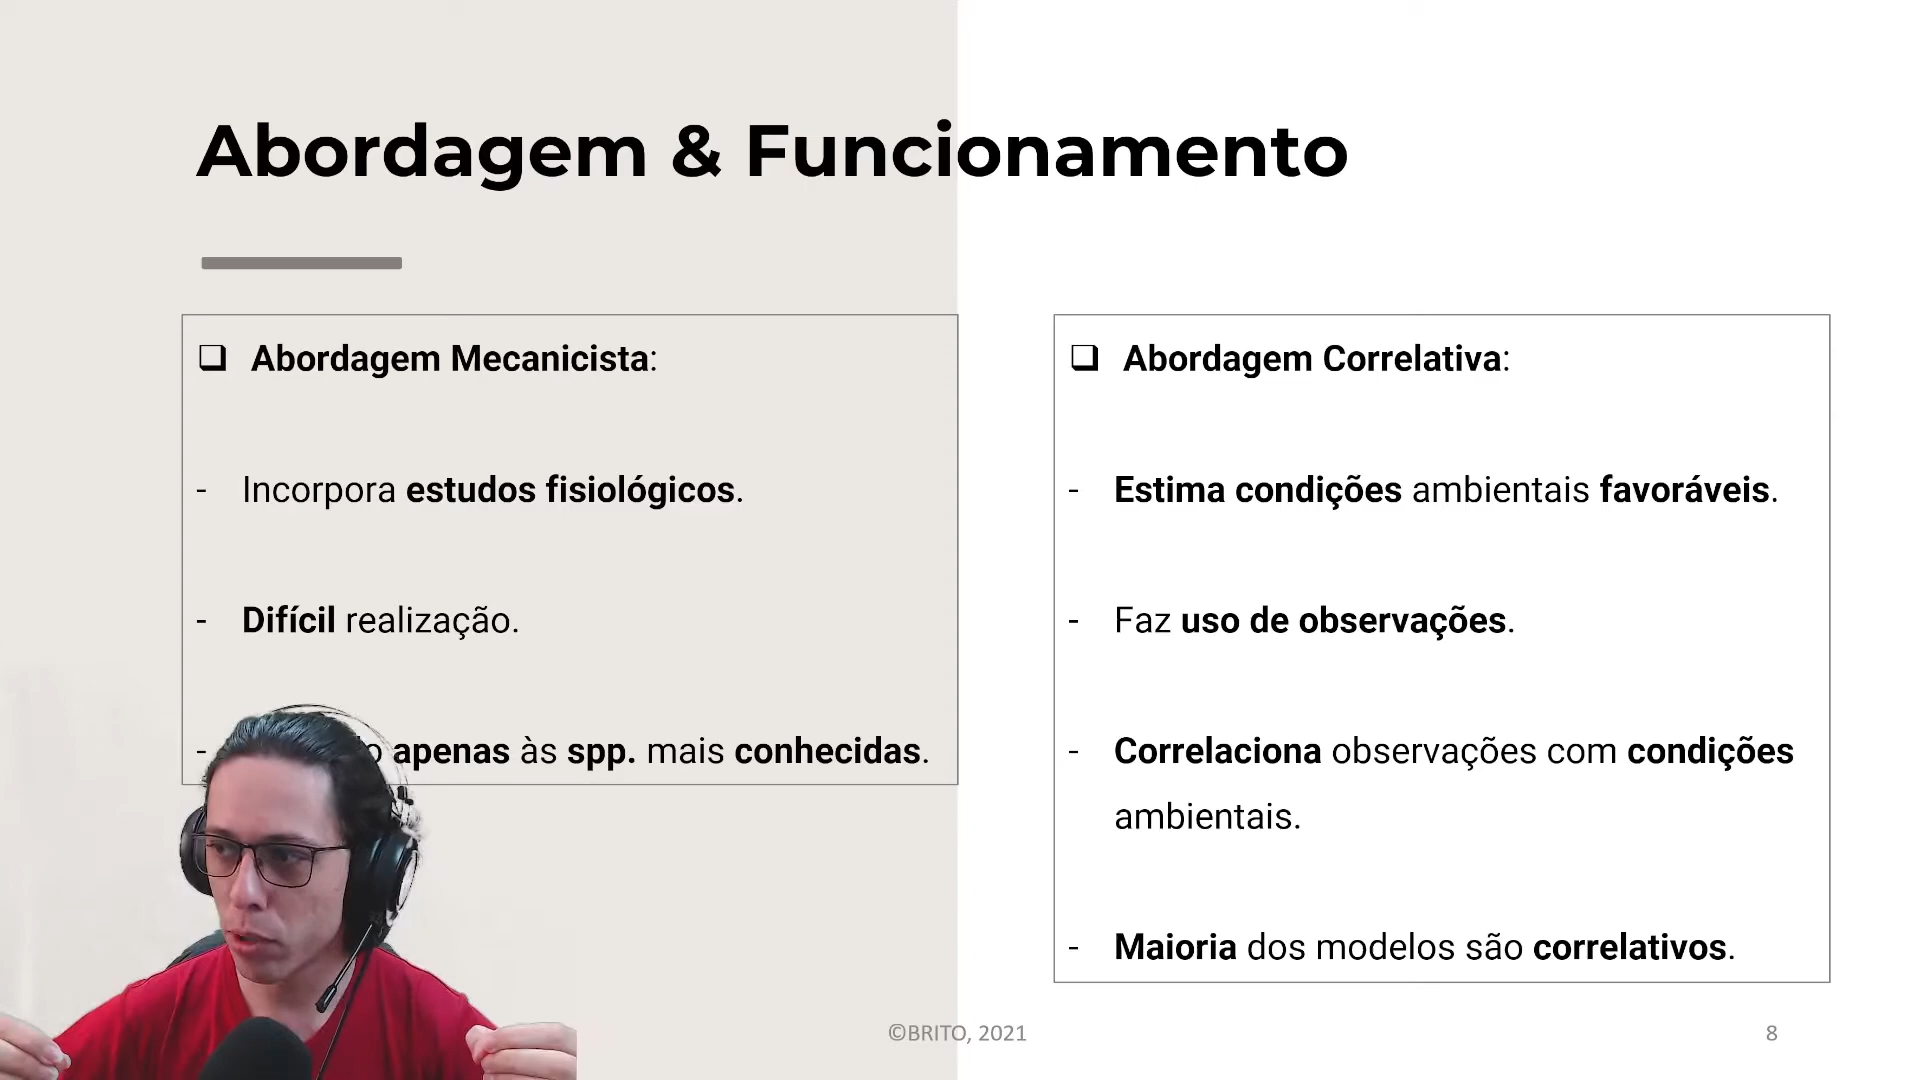 Abordagem & Funcionamento
❑ Abordagem Mecanicista:
- Incorpora estudos fisiológicos.
- Difícil realização.
- apenas às spp. mais conhecidas.
❑ Abordagem Correlativa:
- Estima condições ambientais favoráveis.
- Faz uso de observações.
- Correlaciona observações com condições
ambientais.
- Maioria dos modelos são correlativos.
©BRITO, 2021
8